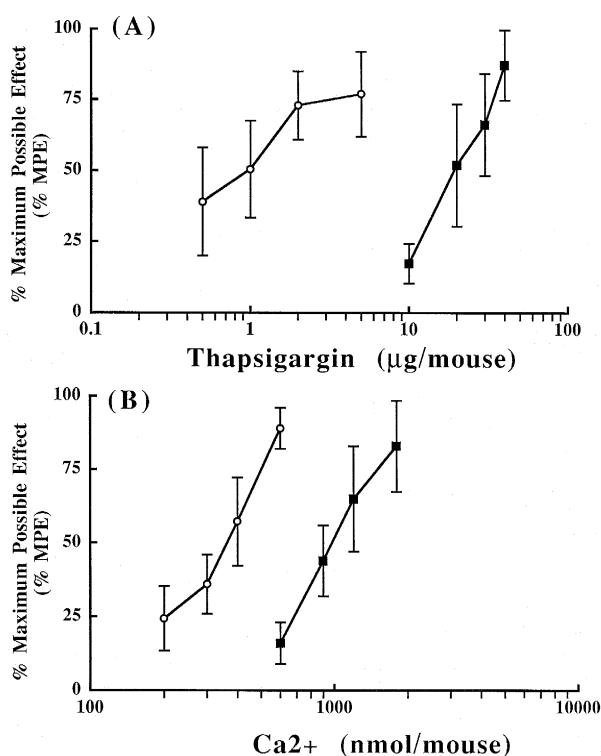 (A)
100
75
50
25
0
% Maximum Possible Effect
(% MPE)
0.1
1
10
100
Thapsigargin (μg/mouse)
(B)
100
75
50
25
0
% Maximum Possible Effect
(% MPE)
100
1000
10000
Ca2+ (nmol/mouse)